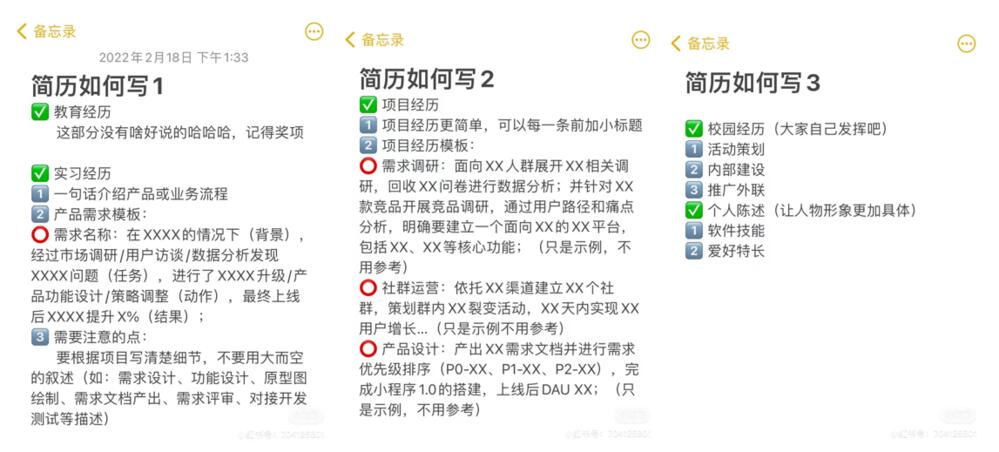 备忘录
2022年2月18日 下午1:33
简历如何写1
✅ 教育经历
这部分没有啥好说的哈哈哈，记得奖项
✅ 实习经历
1️⃣ 一句话介绍产品或业务流程
2️⃣ 产品需求模板：
⭕ 需求名称：在XXXX的情况下（背景），
经过市场调研/用户访谈/数据分析发现
XXXX问题（任务），进行了XXXX升级/产
品功能设计/策略调整（动作），最终上线
后XXXX提升X%（结果）；
3️⃣ 需要注意的点：
要根据项目写清楚细节，不要用大而空
的叙述（如：需求设计、功能设计、原型图
绘制、需求文档产出、需求评审、对接开发
测试等描述）
备忘录
简历如何写2
✅ 项目经历
1️⃣ 项目经历更简单，可以每一条前加小标题
2️⃣ 项目经历模板：
⭕ 需求调研：面向XX人群展开XX相关调
研，回收XX问卷进行数据分析；并针对XX
款竞品开展竞品调研，通过用户路径和痛点
分析，明确要建立一个面向XX的XX平台，
包括XX、XX等核心功能；（只是示例，不
用参考）
⭕ 社群运营：依托XX渠道建立XX个社
群，策划群内XX裂变活动，XX天内实现XX
用户增长...（只是示例不用参考）
⭕ 产品设计：产出XX需求文档并进行需求
优先级排序（P0-XX、P1-XX、P2-XX），完
成小程序1.0的搭建，上线后DAU XX；（只
是示例，不用参考）
备忘录
简历如何写3
✅ 校园经历（大家自己发挥吧）
1️⃣ 活动策划
2️⃣ 内部建设
3️⃣ 推广外联
✅ 个人陈述（让人物形象更加具体）
1️⃣ 软件技能
2️⃣ 爱好特长